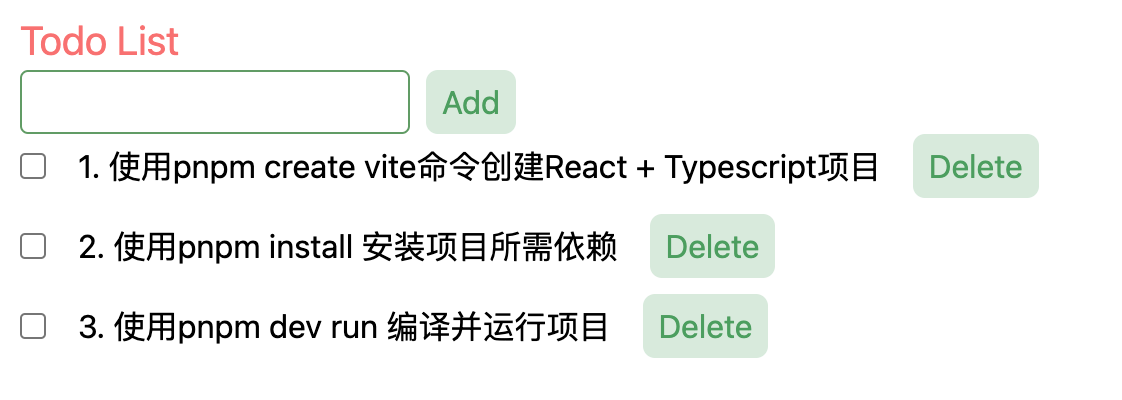 Todo List
Add
1. 使用pnpm create vite命令创建React + Typescript项目 Delete
2. 使用pnpm install 安装项目所需依赖 Delete
3. 使用pnpm dev run 编译并运行项目 Delete